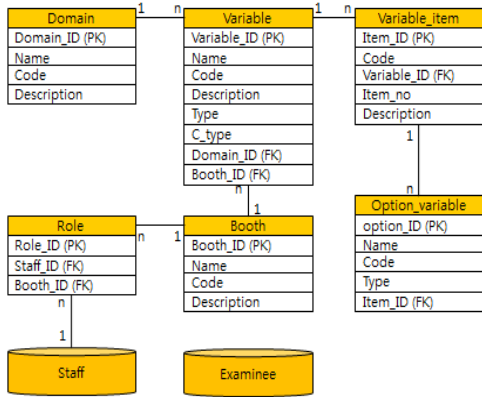 Domain
Domain_ID (PK)
Name
Code
Description
1
n
Variable
Variable_ID (PK)
Name
Code
Description
Type
C_type
Domain_ID (FK)
Booth_ID (FK)
1
n
Variable_item
Item_ID (PK)
Code
Variable_ID (FK)
Item_no
Description
1
n
Option_variable
option_ID (PK)
Name
Code
Type
Item_ID (FK)
n
1
Role
Role_ID (PK)
Staff_ID (FK)
Booth_ID (FK)
n
1
Booth
Booth_ID (PK)
Name
Code
Description
n
1
Staff
Examinee